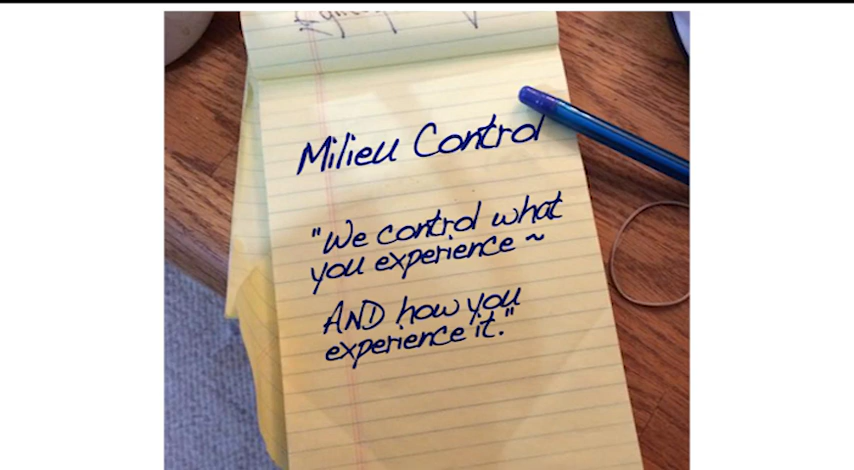 Milieu Control
"We control what
you experience ~
AND how you
experience it."